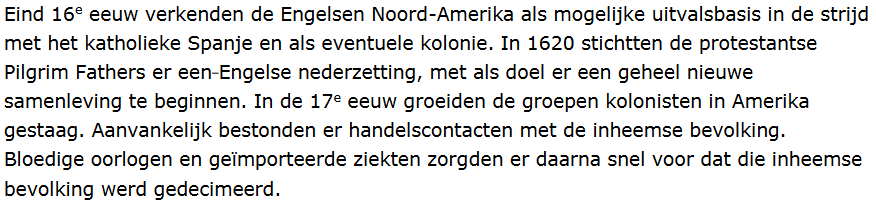 Eind 16e eeuw verkenden de Engelsen Noord-Amerika als mogelijke uitvalsbasis in de strijd
met het katholieke Spanje en als eventuele kolonie. In 1620 stichtten de protestantse
Pilgrim Fathers er een-Engelse nederzetting, met als doel er een geheel nieuwe
samenleving te beginnen. In de 17e eeuw groeiden de groepen kolonisten in Amerika
gestaag. Aanvankelijk bestonden er handelscontacten met de inheemse bevolking.
Bloedige oorlogen en geïmporteerde ziekten zorgden er daarna snel voor dat die inheemse
bevolking werd gedecimeerd.